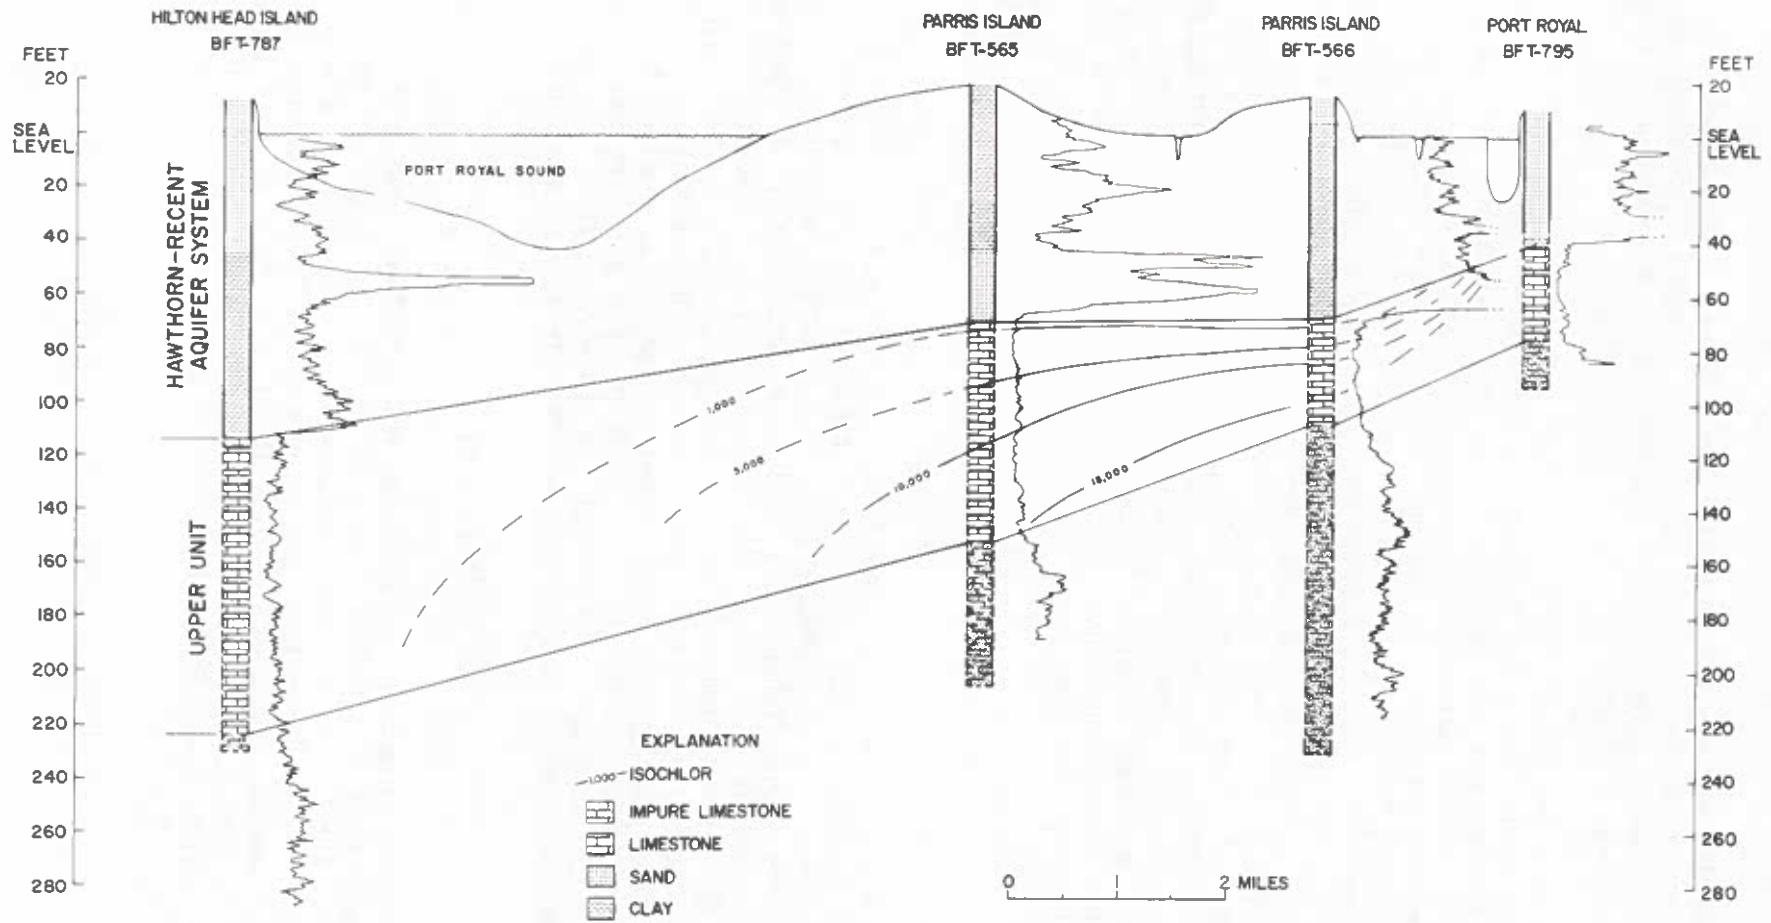 HILTON HEAD ISLAND
BFT-787
PARRIS ISLAND
BFT-565
PARRIS ISLAND
BFT-566
PORT ROYAL
BFT-795
FEET
20
SEA
LEVEL
20
40
60
80
100
120
140
160
180
200
220
240
260
280
HAWTHORN-RECENT
AQUIFER SYSTEM
UPPER UNIT
PORT ROYAL SOUND
1,000
5,000
10,000
18,000
FEET
20
SEA
LEVEL
20
40
60
80
100
120
140
160
180
200
220
240
260
280
EXPLANATION
1,000 ISOCHLOR
IMPURE LIMESTONE
LIMESTONE
SAND
CLAY
0 1 2 MILES